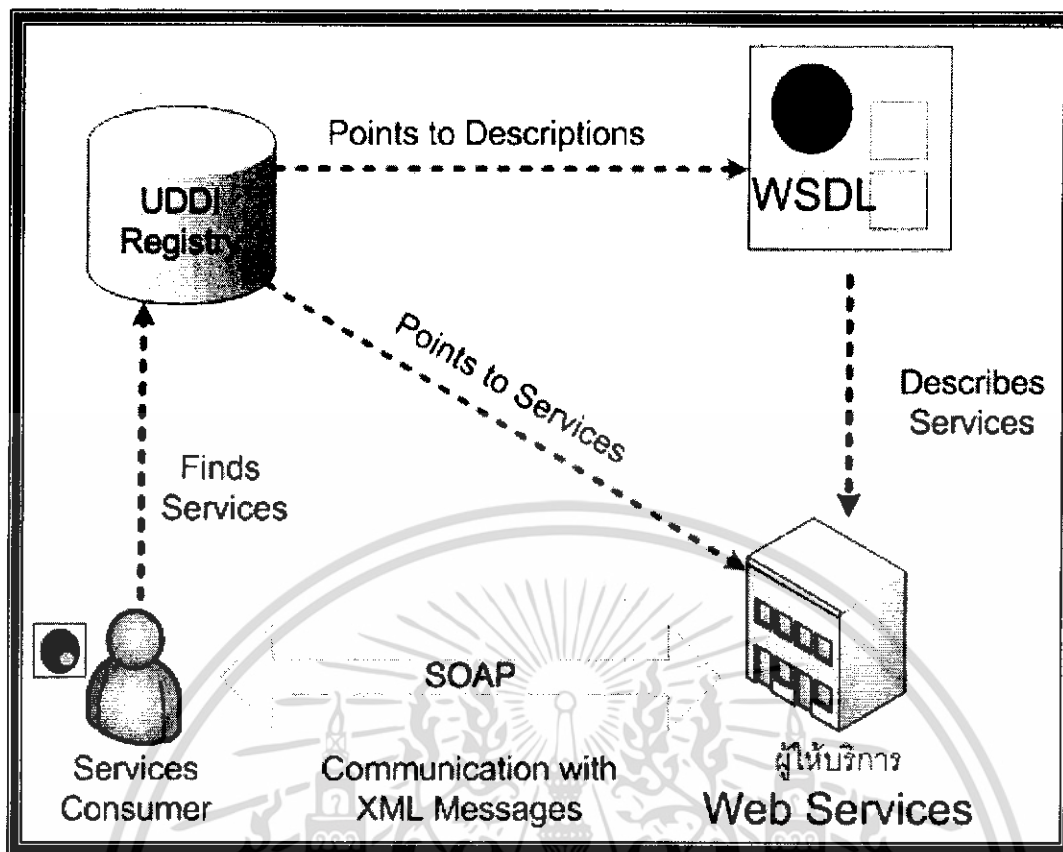 Points to Descriptions
UDDI
Registry
WSDL
Points to Services
Describes
Services
Finds
Services
SOAP
Services
Consumer
Communication with
XML Messages
ผู้ให้บริการ
Web Services